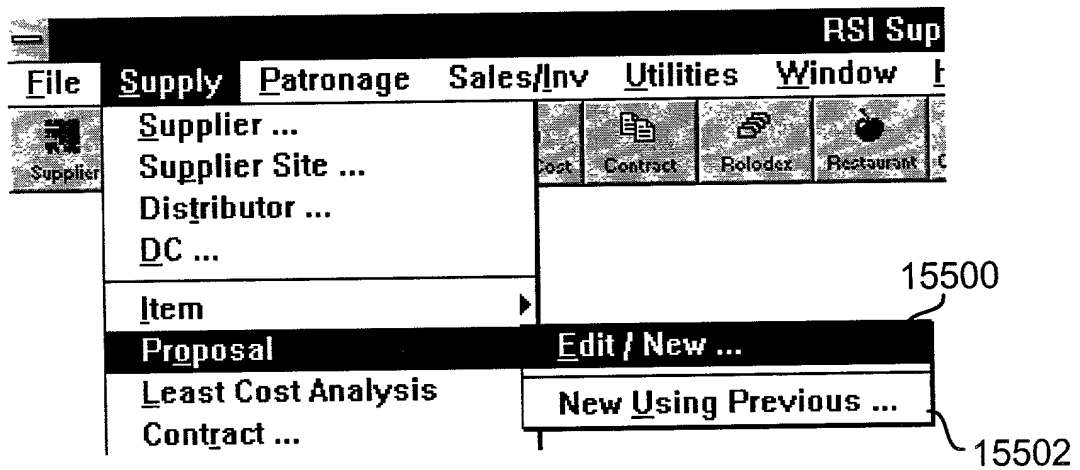 RSI Sup
File Supply Patronage Sales/Inv Utilities Window H
Supplier Cost Contract Rolodex Restaurant
Supplier ...
Supplier Site ...
Distributor ...
DC ...
Item
Proposal
Least Cost Analysis
Contract ...
Edit / New ...
New Using Previous ...
15500
15502